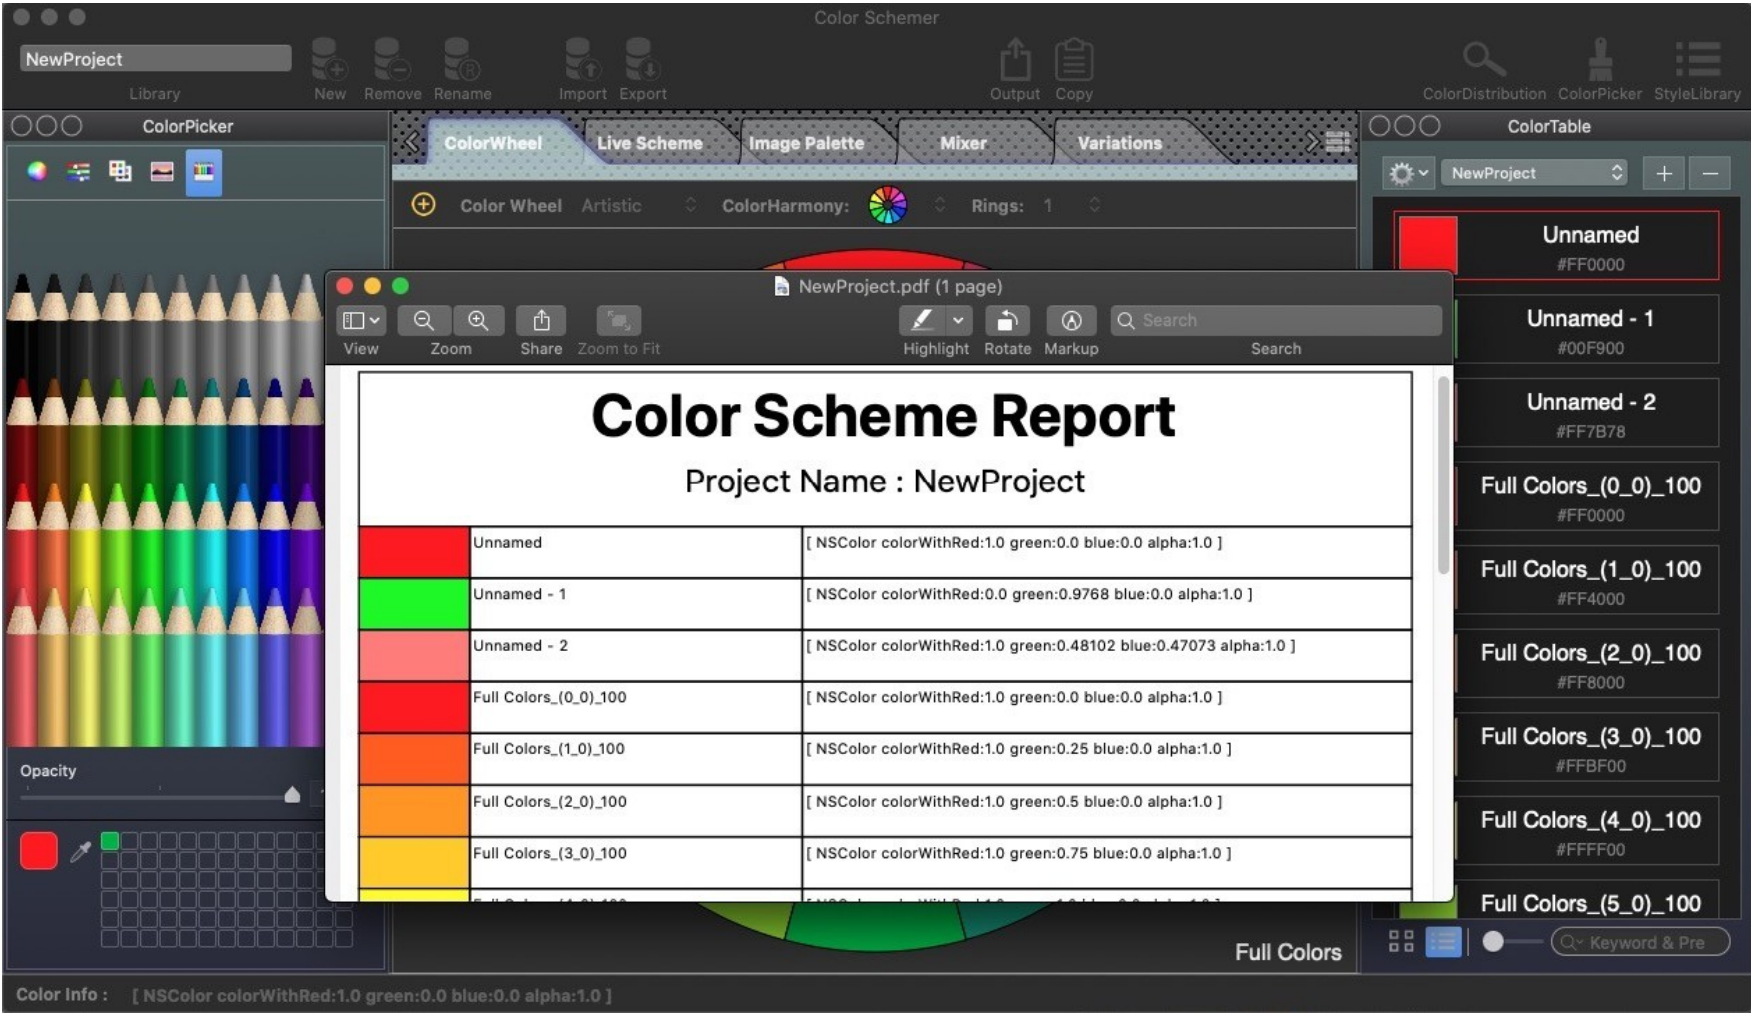 Color Schemer
NewProject
Library
New
Remove
Rename
Import
Export
Output
Copy
ColorDistribution
ColorPicker
StyleLibrary
ColorPicker
ColorWheel
Live Scheme
Image Palette
Mixer
Variations
ColorTable
NewProject
Color Wheel
Artistic
ColorHarmony:
Rings:
1
Unnamed
#FF0000
Unnamed - 1
#00F900
Unnamed - 2
#FF7B78
Full Colors_(0_0)_100
#FF0000
Full Colors_(1_0)_100
#FF4000
Full Colors_(2_0)_100
#FF8000
Full Colors_(3_0)_100
#FFBF00
Full Colors_(4_0)_100
#FFFF00
Full Colors_(5_0)_100
Keyword & Pre
NewProject.pdf (1 page)
View
Zoom
Share
Zoom to Fit
Highlight
Rotate
Markup
Search
Search
Color Scheme Report
Project Name : NewProject
Unnamed
[ NSColor colorWithRed:1.0 green:0.0 blue:0.0 alpha:1.0 ]
Unnamed - 1
[ NSColor colorWithRed:0.0 green:0.9768 blue:0.0 alpha:1.0 ]
Unnamed - 2
[ NSColor colorWithRed:1.0 green:0.48102 blue:0.47073 alpha:1.0 ]
Full Colors_(0_0)_100
[ NSColor colorWithRed:1.0 green:0.0 blue:0.0 alpha:1.0 ]
Full Colors_(1_0)_100
[ NSColor colorWithRed:1.0 green:0.25 blue:0.0 alpha:1.0 ]
Full Colors_(2_0)_100
[ NSColor colorWithRed:1.0 green:0.5 blue:0.0 alpha:1.0 ]
Full Colors_(3_0)_100
[ NSColor colorWithRed:1.0 green:0.75 blue:0.0 alpha:1.0 ]
Opacity
Full Colors
Color Info :
[ NSColor colorWithRed:1.0 green:0.0 blue:0.0 alpha:1.0 ]